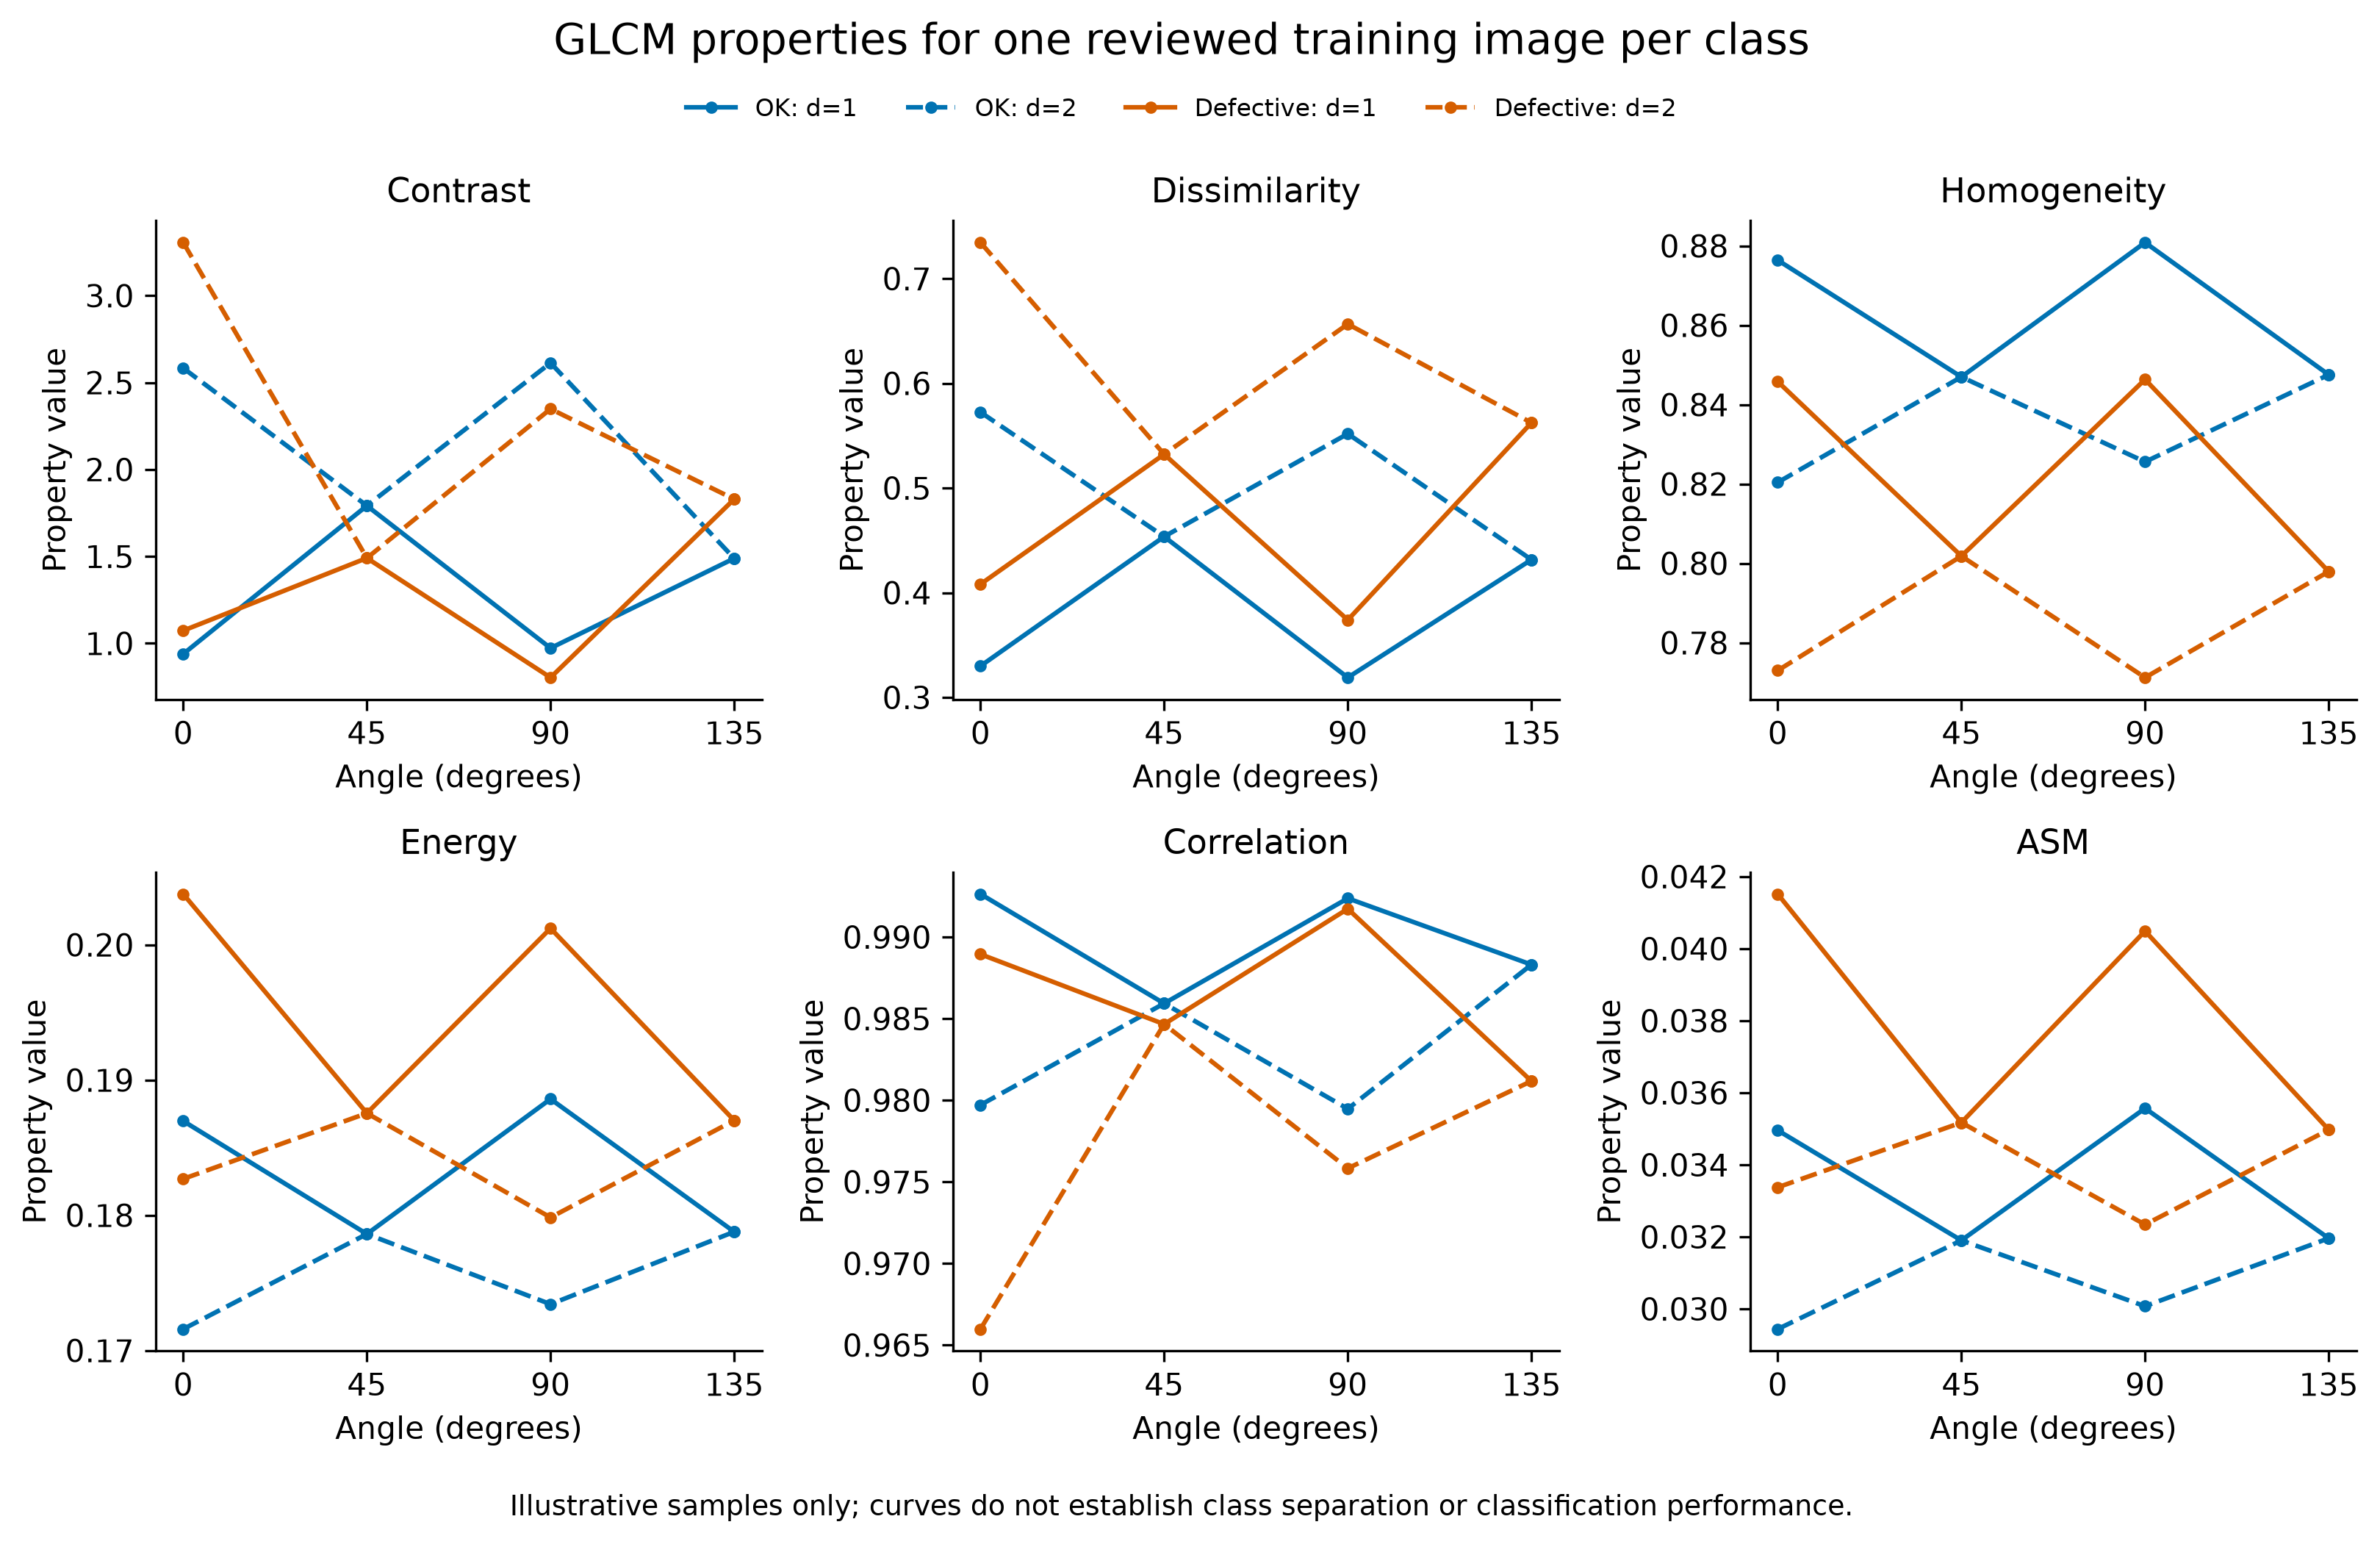 GLCM properties for one reviewed training image per class
OK: d=1 OK: d=2 Defective: d=1 Defective: d=2
Contrast
Property value
3.0
2.5
2.0
1.5
1.0
0 45 90 135
Angle (degrees)
Dissimilarity
Property value
0.7
0.6
0.5
0.4
0.3
0 45 90 135
Angle (degrees)
Homogeneity
Property value
0.88
0.86
0.84
0.82
0.80
0.78
0 45 90 135
Angle (degrees)
Energy
Property value
0.20
0.19
0.18
0.17
0 45 90 135
Angle (degrees)
Correlation
Property value
0.990
0.985
0.980
0.975
0.970
0.965
0 45 90 135
Angle (degrees)
ASM
Property value
0.042
0.040
0.038
0.036
0.034
0.032
0.030
0 45 90 135
Angle (degrees)
Illustrative samples only; curves do not establish class separation or classification performance.